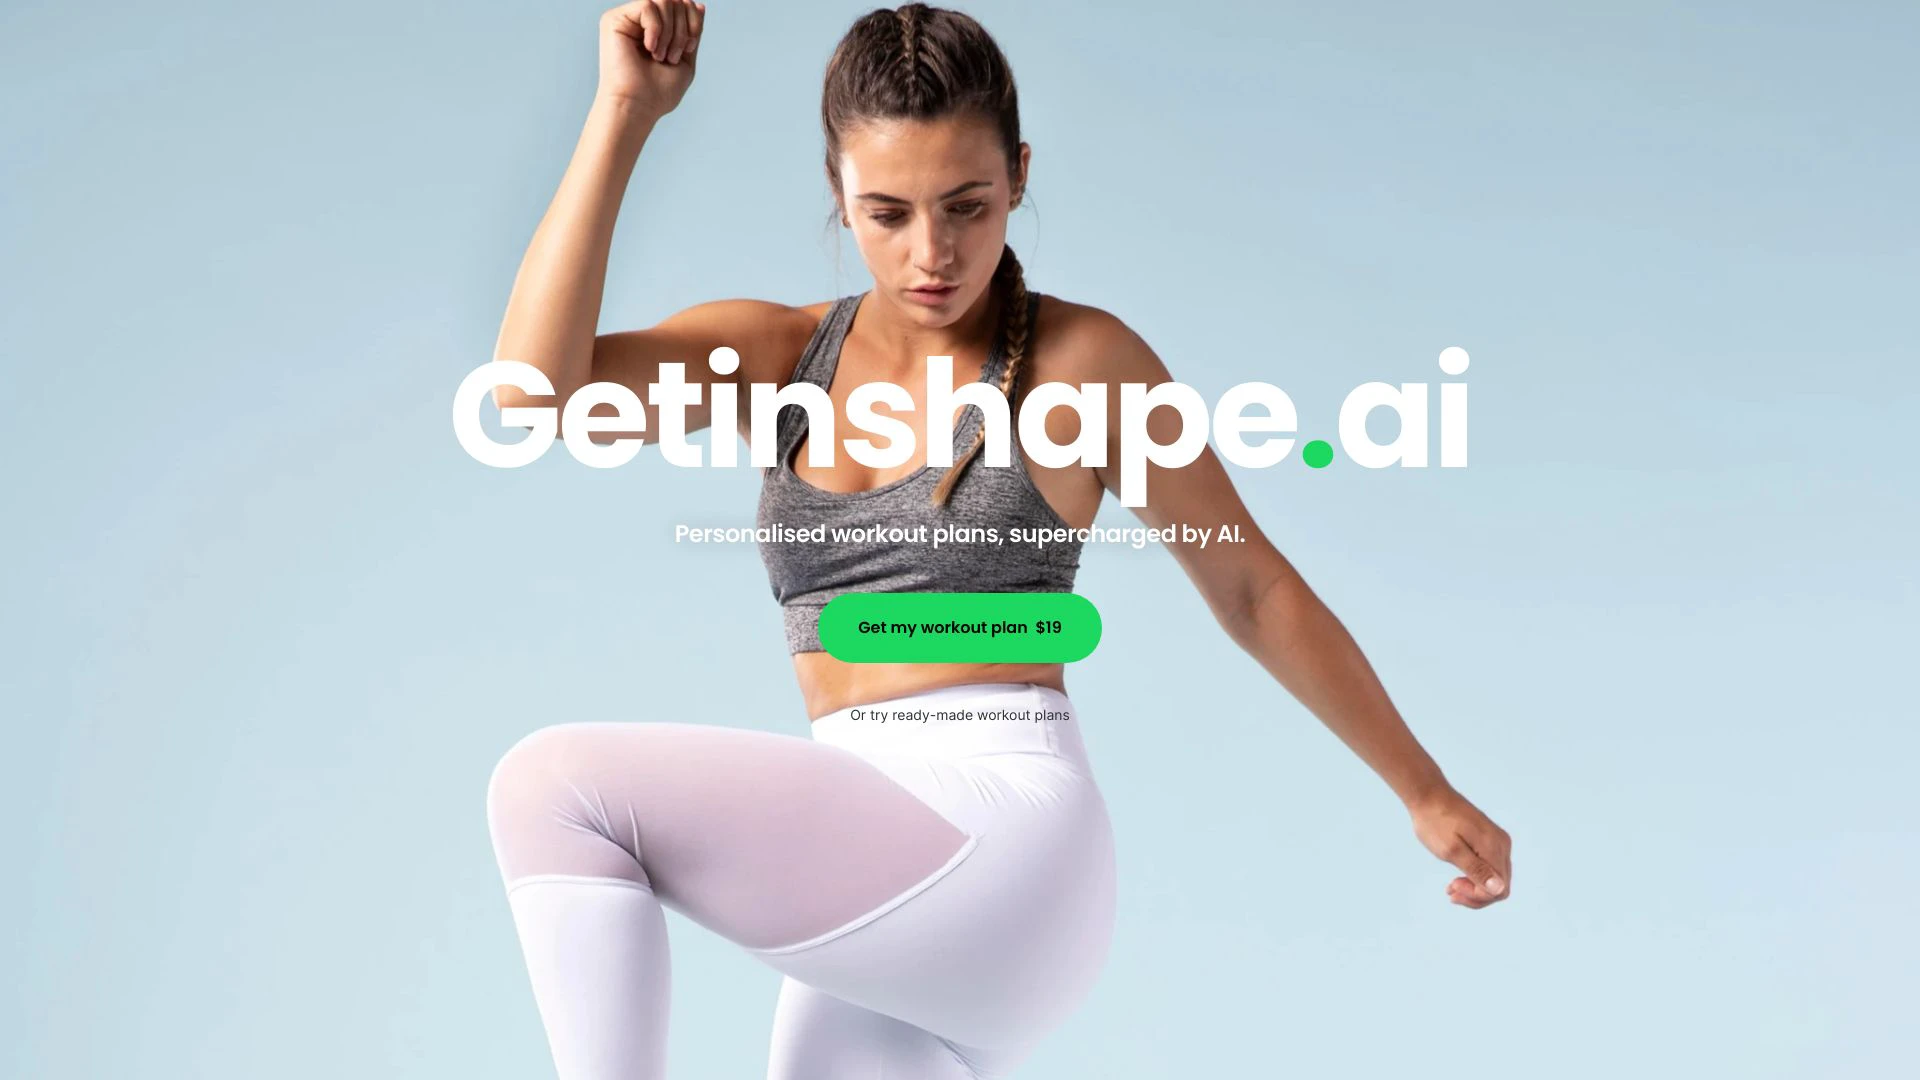 Getinshape.ai
Personalised workout plans, supercharged by AI.
Get my workout plan $19
Or try ready-made workout plans